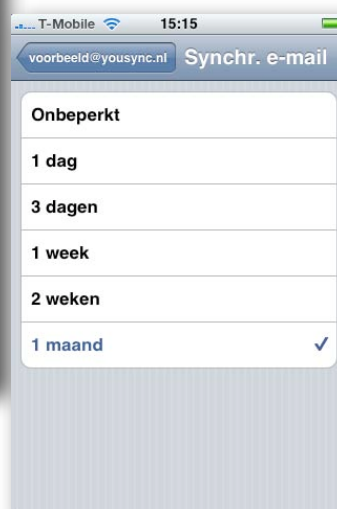 T-Mobile 15:15
voorbeeld@yousync.nl Synchr. e-mail
Onbeperkt
1 dag
3 dagen
1 week
2 weken
1 maand